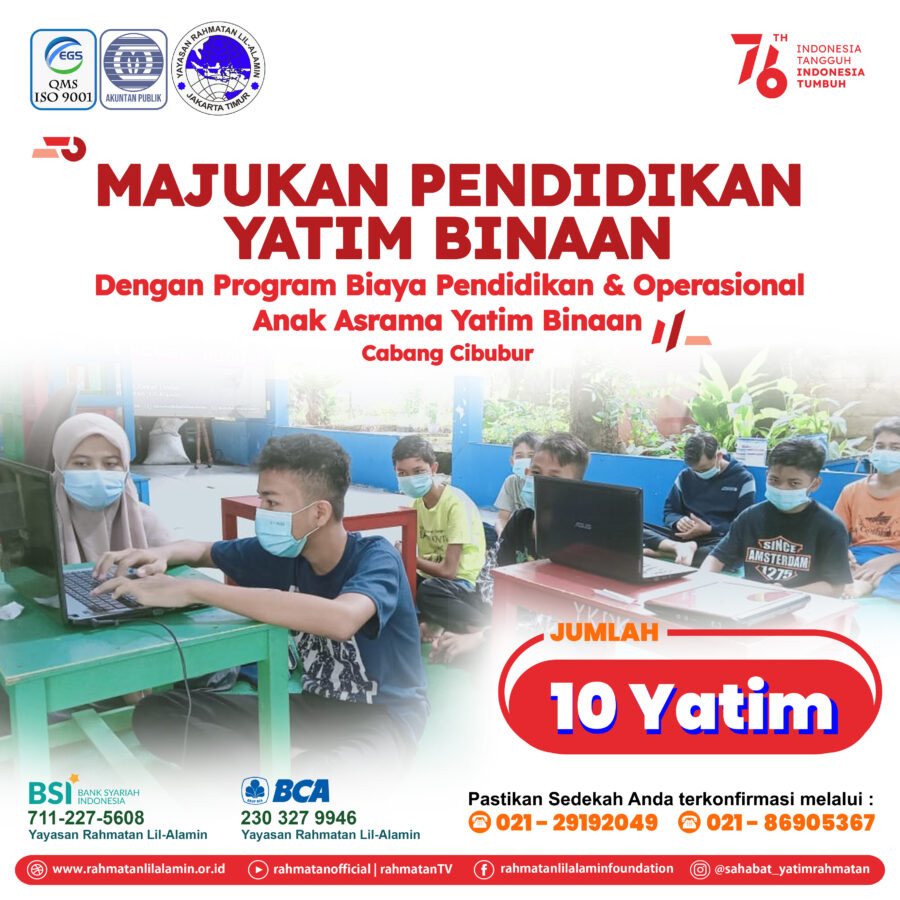 EGS
QMS
ISO 9001
AKUNTAN PUBLIK
YAYASAN RAHMATAN LIL-ALAMIN
JAKARTA TIMUR
76TH
INDONESIA
TANGGUH
INDONESIA
TUMBUH
MAJUKAN PENDIDIKAN
YATIM BINAAN
Dengan Program Biaya Pendidikan & Operasional
Anak Asrama Yatim Binaan
Cabang Cibubur
ASUS
SINCE
AMSTERDAM
1275
JUMLAH
10 Yatim
BSI BANK SYARIAH
INDONESIA
711-227-5608
Yayasan Rahmatan Lil-Alamin
BCA
230 327 9946
Yayasan Rahmatan Lil-Alamin
Pastikan Sedekah Anda terkonfirmasi melalui :
021 - 29192049 021 - 86905367
www.rahmatanlilalamin.or.id
rahmatanofficial | rahmatanTV
rahmatanlilalaminfoundation
@sahabat_yatimrahmatan